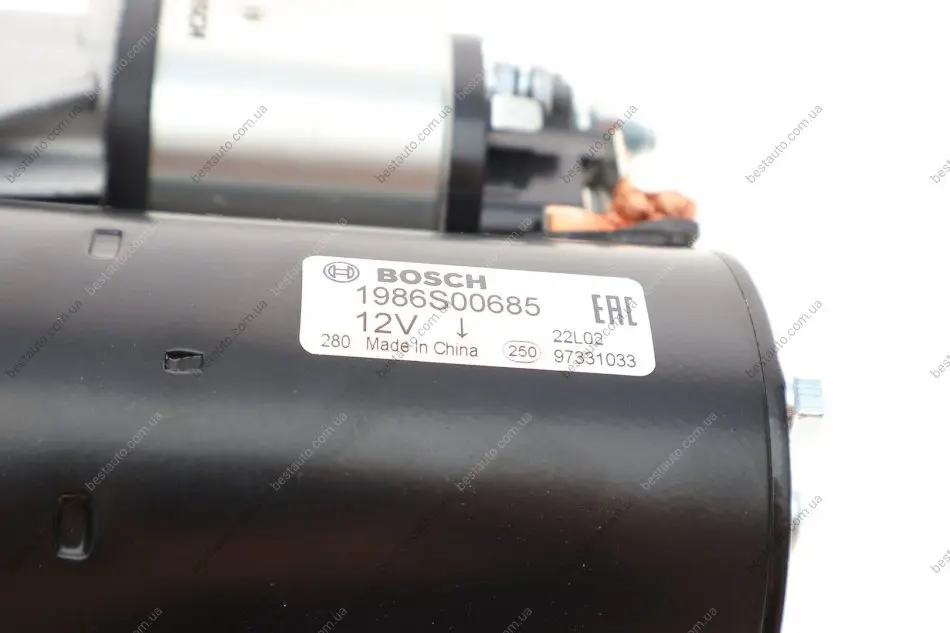 BOSCH
1986S00685
EAC
12V ↓
22L02
280 Made in China 250 97331033
bestauto.com.ua